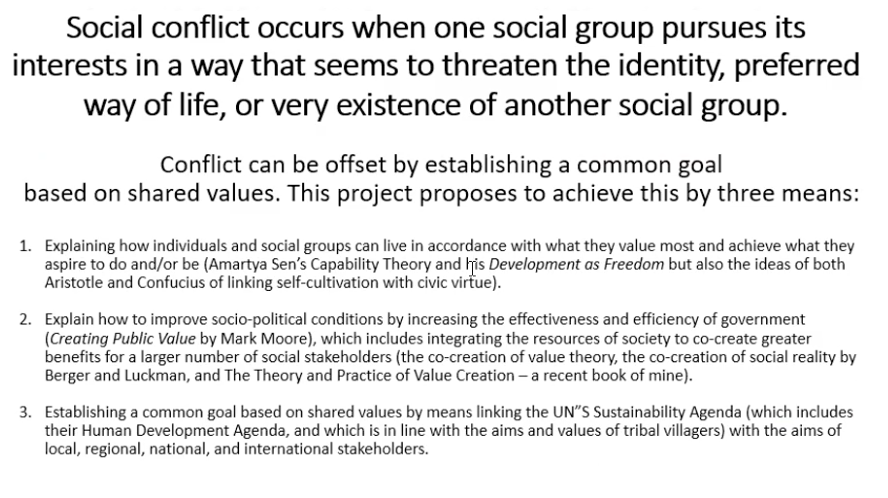 Social conflict occurs when one social group pursues its
interests in a way that seems to threaten the identity, preferred
way of life, or very existence of another social group.
Conflict can be offset by establishing a common goal
based on shared values. This project proposes to achieve this by three means:
1. Explaining how individuals and social groups can live in accordance with what they value most and achieve what they
aspire to do and/or be (Amartya Sen's Capability Theory and his Development as Freedom but also the ideas of both
Aristotle and Confucius of linking self-cultivation with civic virtue).
2. Explain how to improve socio-political conditions by increasing the effectiveness and efficiency of government
(Creating Public Value by Mark Moore), which includes integrating the resources of society to co-create greater
benefits for a larger number of social stakeholders (the co-creation of value theory, the co-creation of social reality by
Berger and Luckman, and The Theory and Practice of Value Creation – a recent book of mine).
3. Establishing a common goal based on shared values by means linking the UN"S Sustainability Agenda (which includes
their Human Development Agenda, and which is in line with the aims and values of tribal villagers) with the aims of
local, regional, national, and international stakeholders.